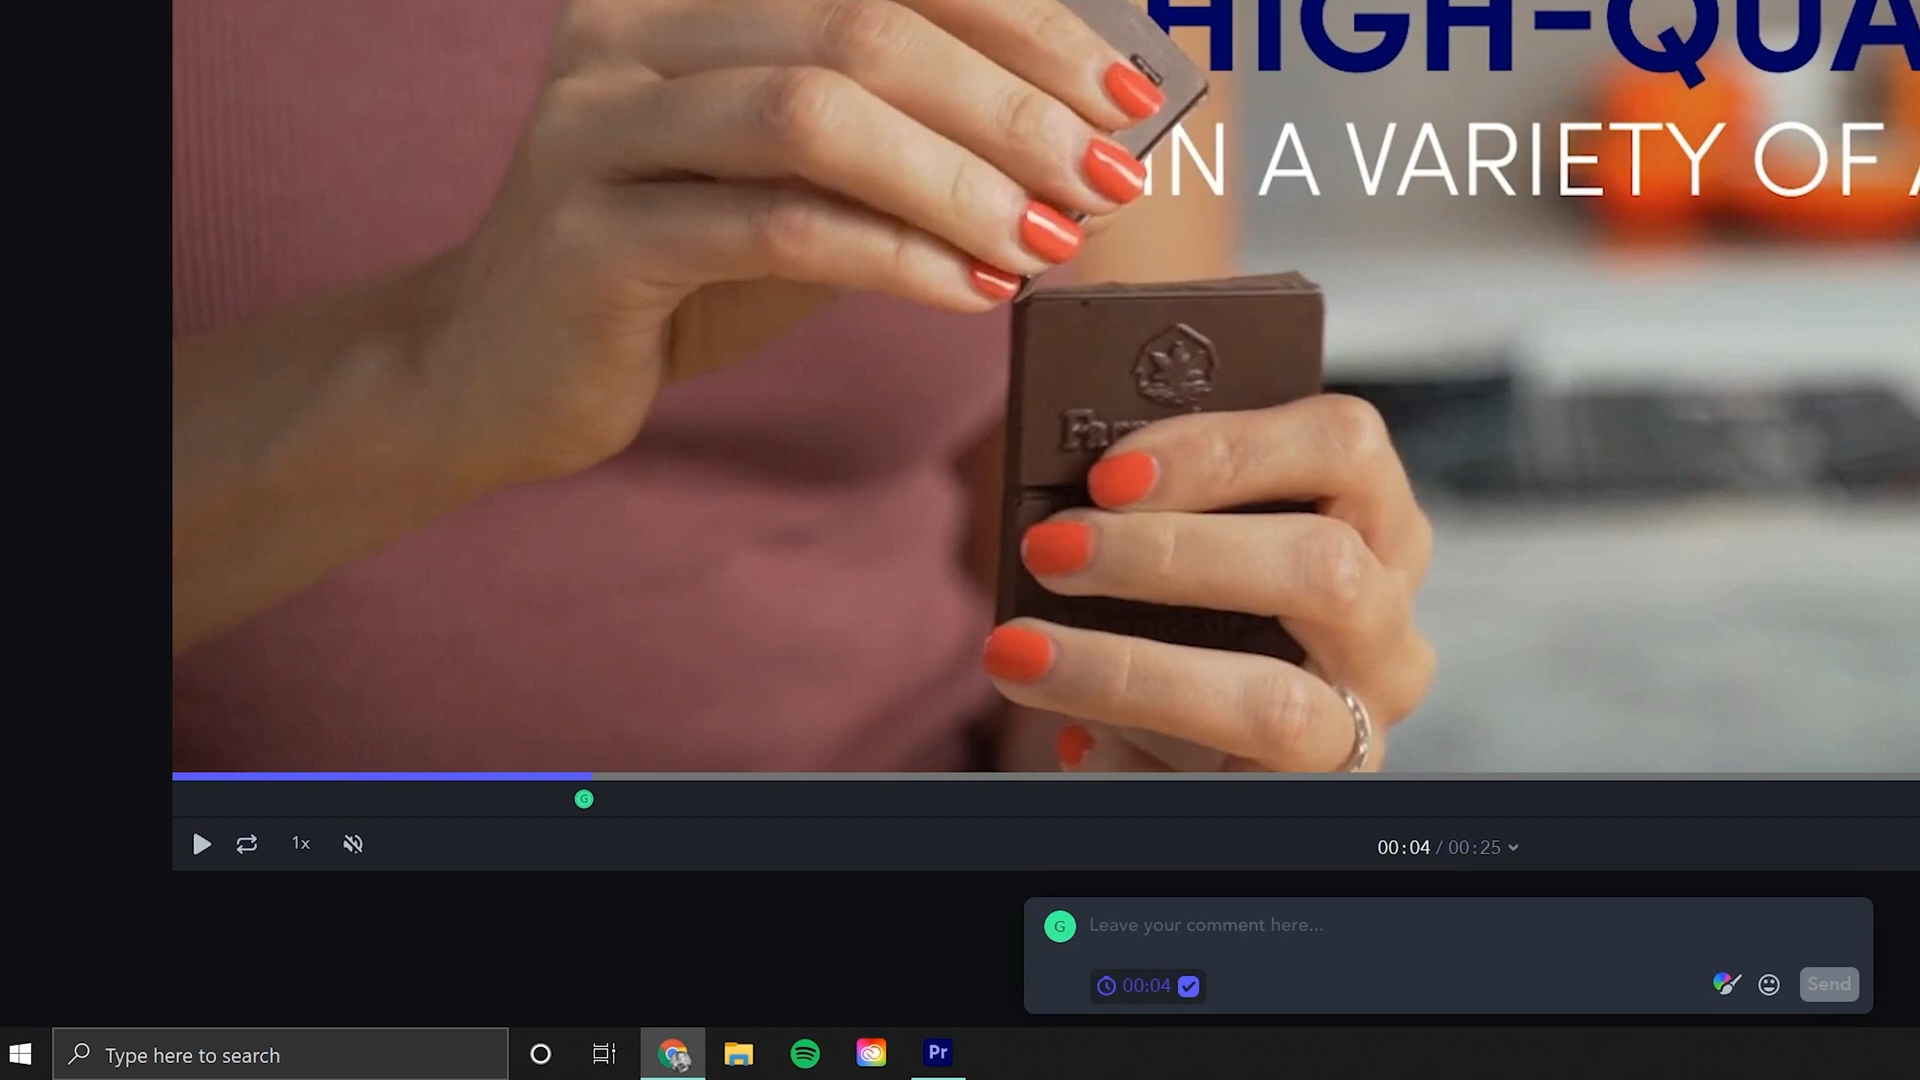 HIGH-QUA
IN A VARIETY OF
G
1x
00:04 / 00:25
G
Leave your comment here...
00:04
Send
Type here to search
Pr